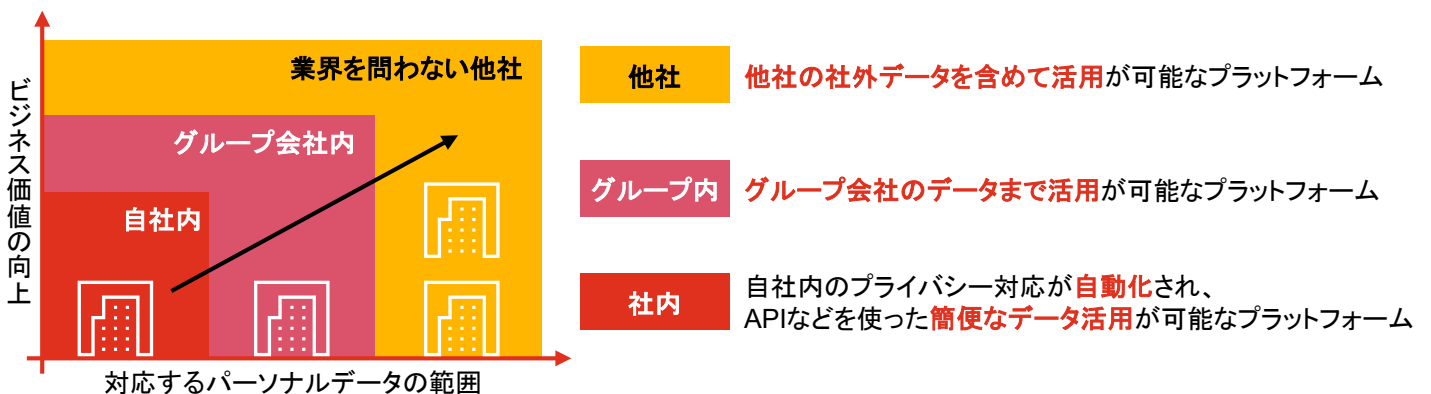 ビジネス価値の向上
業界を問わない他社
グループ会社内
自社内
対応するパーソナルデータの範囲
他社
他社の社外データを含めて活用が可能なプラットフォーム
グループ内
グループ会社のデータまで活用が可能なプラットフォーム
社内
自社内のプライバシー対応が自動化され、
APIなどを使った簡便なデータ活用が可能なプラットフォーム